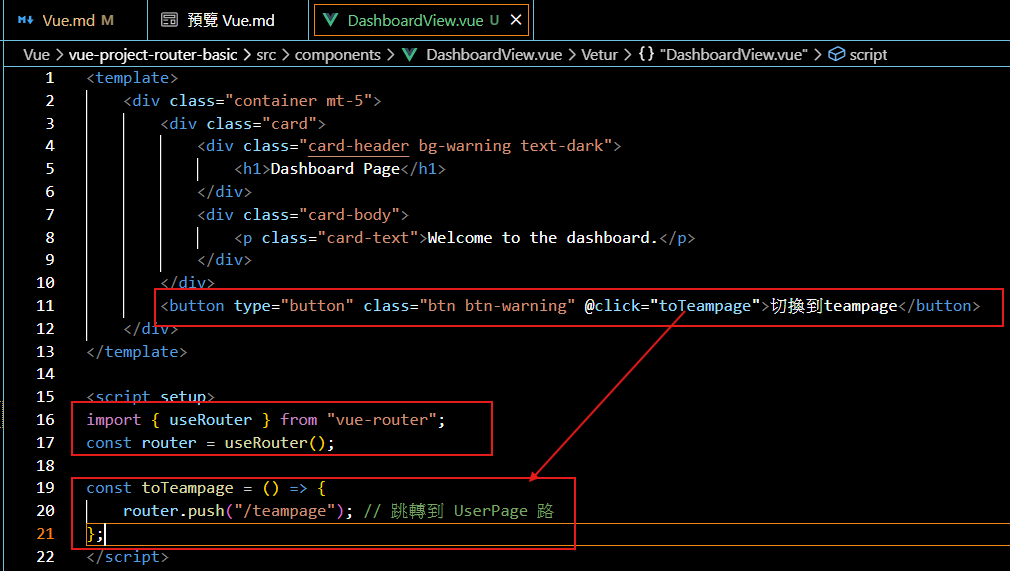 Vue.md M 預覽 Vue.md DashboardView.vue U
Vue > vue-project-router-basic > src > components > DashboardView.vue > Vetur > {} "DashboardView.vue" > script
1 <template>
2 <div class="container mt-5">
3 <div class="card">
4 <div class="card-header bg-warning text-dark">
5 <h1>Dashboard Page</h1>
6 </div>
7 <div class="card-body">
8 <p class="card-text">Welcome to the dashboard.</p>
9 </div>
10 </div>
11 <button type="button" class="btn btn-warning" @click="toTeampage">切換到teampage</button>
12 </div>
13 </template>
14
15 <script setup>
16 import { useRouter } from "vue-router";
17 const router = useRouter();
18
19 const toTeampage = () => {
20 router.push("/teampage"); // 跳轉到 UserPage 路
21 };
22 </script>